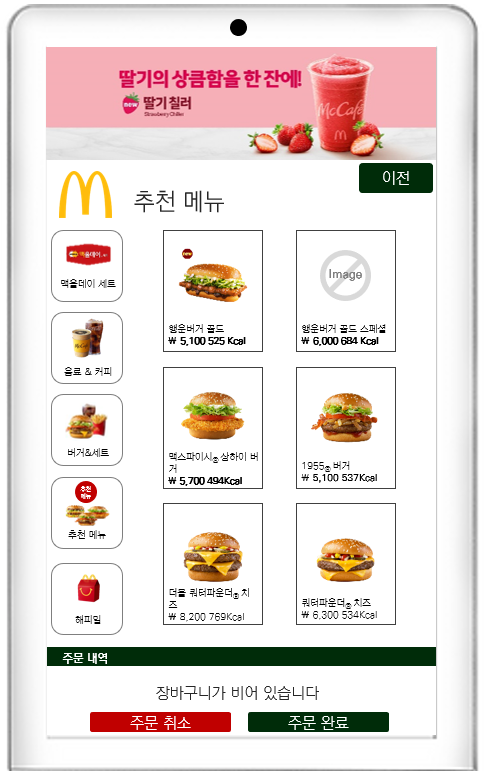 딸기의 상큼함을 한 잔에!
new 딸기 칠러
Strawberry Chiller
McCafé
이전
추천 메뉴
맥올데이
맥올데이 세트
음료 & 커피
버거&세트
추천
메뉴
추천 메뉴
해피밀
new
행운버거 골드
₩ 5,100 525 Kcal
Image
행운버거 골드 스페셜
₩ 6,000 684 Kcal
맥스파이시® 상하이 버
거
₩ 5,700 494Kcal
1955® 버거
₩ 5,100 537Kcal
더블 쿼터파운더® 치
즈
₩ 8,200 769Kcal
쿼터파운더® 치즈
₩ 6,300 534Kcal
주문 내역
장바구니가 비어 있습니다
주문 취소
주문 완료